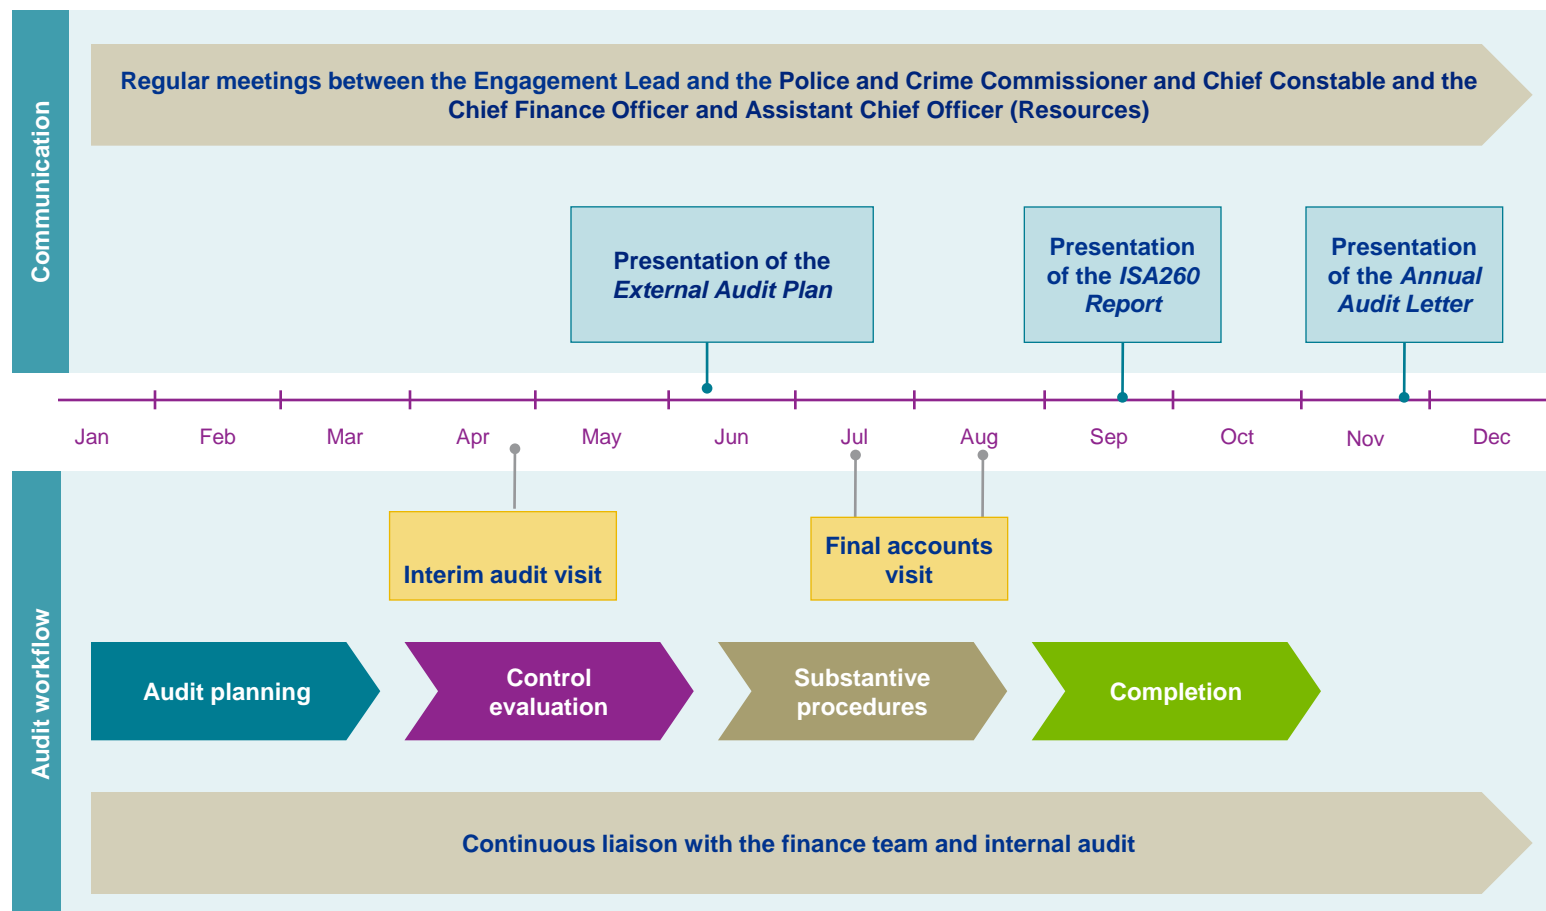 Communication
Regular meetings between the Engagement Lead and the Police and Crime Commissioner and Chief Constable and the
Chief Finance Officer and Assistant Chief Officer (Resources)
Presentation of the
External Audit Plan
Presentation
of the ISA260
Report
Presentation
of the Annual
Audit Letter
Jan Feb Mar Apr May Jun Jul Aug Sep Oct Nov Dec
Audit workflow
Interim audit visit
Final accounts
visit
Audit planning
Control
evaluation
Substantive
procedures
Completion
Continuous liaison with the finance team and internal audit